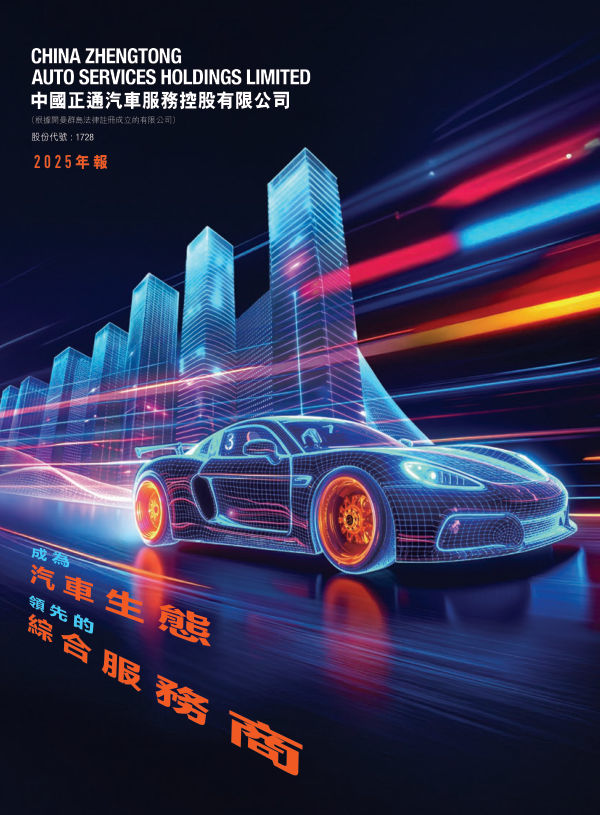 CHINA ZHENGTONG
AUTO SERVICES HOLDINGS LIMITED
中國正通汽車服務控股有限公司
（根據開曼群島法律註冊成立的有限公司）
股份代號：1728
2025年報
3
成為
汽車生態
領先的
綜合服務商